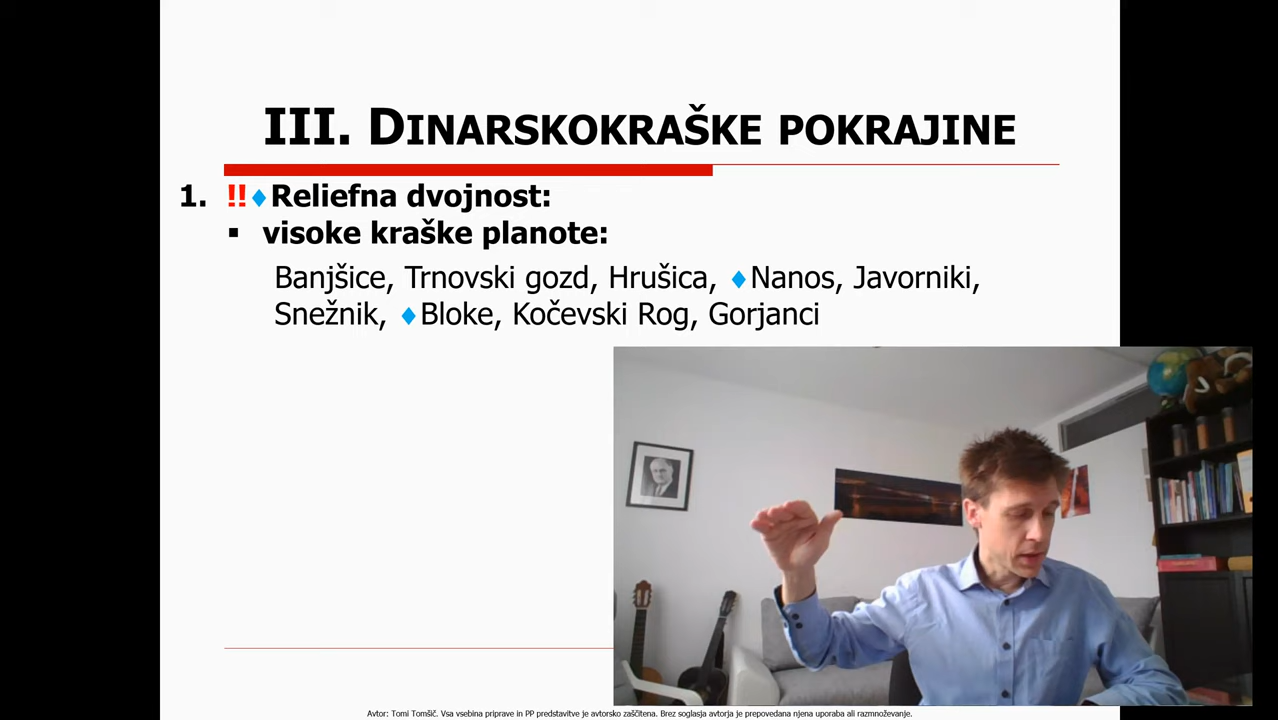 III. DINARSKOKRAŠKE POKRAJINE
1. !!♦Reliefna dvojnost:
▪ visoke kraške planote:
Banjšice, Trnovski gozd, Hrušica, ♦Nanos, Javorniki,
Snežnik, ♦Bloke, Kočevski Rog, Gorjanci
Avtor: Tomi Tomšič. Vsa vsebina priprave in PP predstavitve je avtorsko zaščitena. Brez soglasja avtorja je prepovedana njena uporaba ali razmnoževanje.